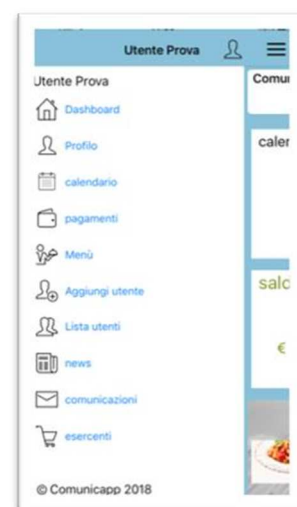 Utente Prova
Utente Prova
Dashboard
Profilo
calendario
pagamenti
Menù
Aggiungi utente
Lista utenti
news
comunicazioni
esercenti
© Comunicapp 2018
Comu
caler
salc
€